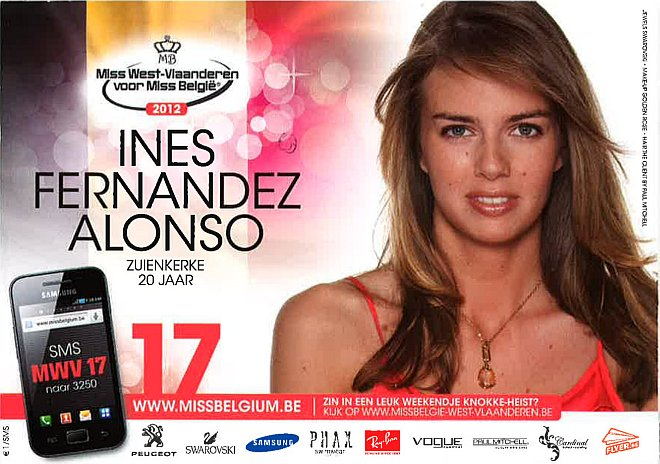 MB
Miss West-Vlaanderen
voor Miss België®
2012
INES
FERNANDEZ
ALONSO
ZUIENKERKE
20 JAAR
SAMSUNG
www.missbelgium.be
SMS
MWV 17
naar 3250
17
WWW.MISSBELGIUM.BE
ZIN IN EEN LEUK WEEKENDJE KNOKKE-HEIST?
KIJK OP WWW.MISSBELGIE-WEST-VLAANDEREN.BE
€ 1/SMS
PEUGEOT
SWAROVSKI
SAMSUNG
PHAX
swimwear
Ray-Ban
VOGUE
PAUL MITCHELL
Cardinal
FLYER.BE